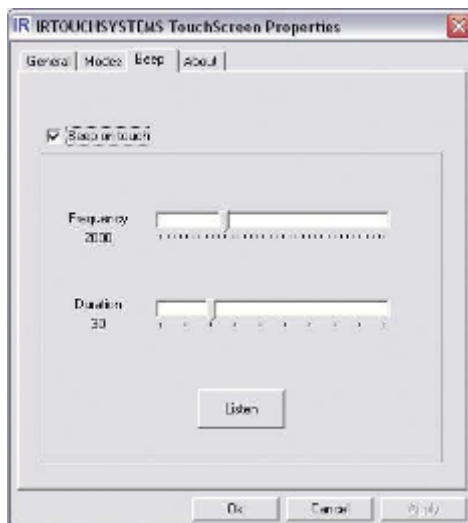 IR IRTOUCHSYSTEMS TouchScreen Properties
General Modes Beep About
Beep on touch
Frequency
2000
Duration
30
Listen
Ok Cancel Apply